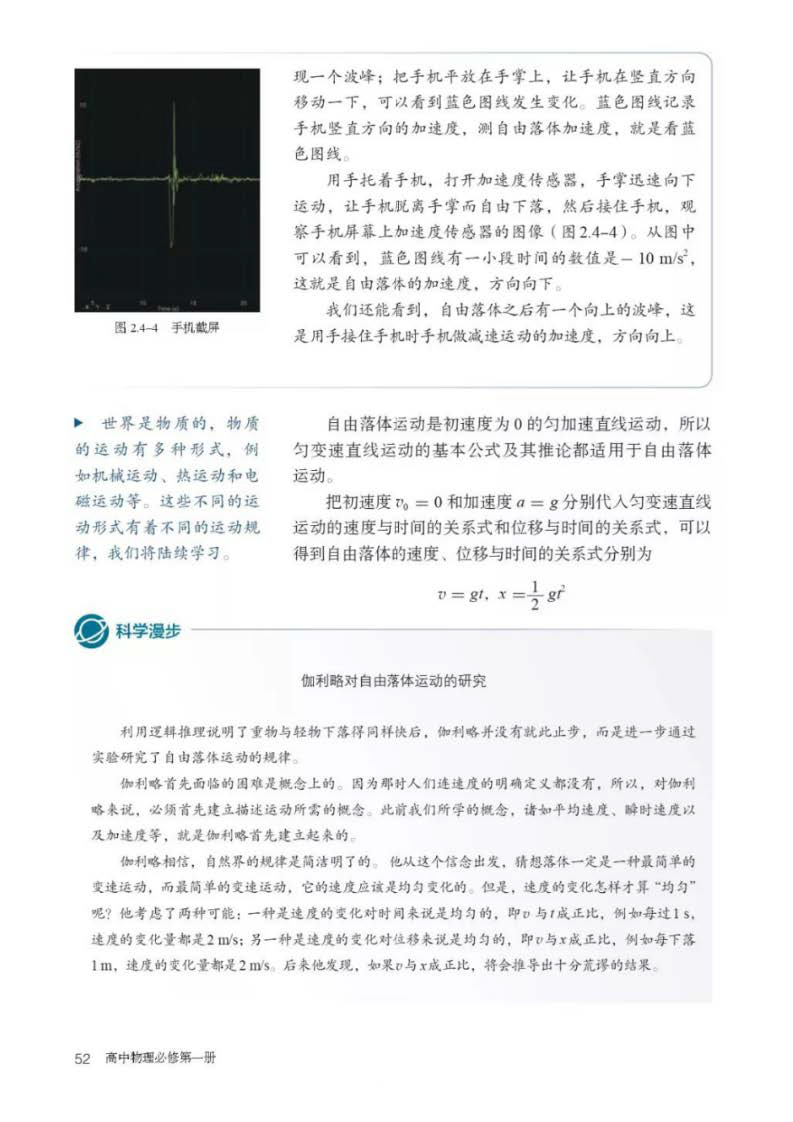 现一个波峰；把手机平放在手掌上，让手机在竖直方向
移动一下，可以看到蓝色图线发生变化。蓝色图线记录
手机竖直方向的加速度，测自由落体加速度，就是看蓝
色图线。
用手托着手机，打开加速度传感器，手掌迅速向下
运动，让手机脱离手掌而自由下落，然后接住手机，观
察手机屏幕上加速度传感器的图像（图2.4-4）。从图中
可以看到，蓝色图线有一小段时间的数值是－10 m/s²，
这就是自由落体的加速度，方向向下。
我们还能看到，自由落体之后有一个向上的波峰，这
是用手接住手机时手机做减速运动的加速度，方向向上。
10
-10
5
10
15
20
Time (s)
图 2.4-4 手机截屏
▶ 世界是物质的，物质
的运动有多种形式，例
如机械运动、热运动和电
磁运动等。这些不同的运
动形式有着不同的运动规
律，我们将陆续学习。
自由落体运动是初速度为 0 的匀加速直线运动，所以
匀变速直线运动的基本公式及其推论都适用于自由落体
运动。
把初速度 v₀ = 0 和加速度 a = g 分别代入匀变速直线
运动的速度与时间的关系式和位移与时间的关系式，可以
得到自由落体的速度、位移与时间的关系式分别为
v = gt，x = 1/2 gt²
科学漫步
伽利略对自由落体运动的研究
利用逻辑推理说明了重物与轻物下落得同样快后，伽利略并没有就此止步，而是进一步通过
实验研究了自由落体运动的规律。
伽利略首先面临的困难是概念上的。因为那时人们连速度的明确定义都没有，所以，对伽利
略来说，必须首先建立描述运动所需的概念。此前我们所学的概念，诸如平均速度、瞬时速度以
及加速度等，就是伽利略首先建立起来的。
伽利略相信，自然界的规律是简洁明了的。他从这个信念出发，猜想落体一定是一种最简单的
变速运动，而最简单的变速运动，它的速度应该是均匀变化的。但是，速度的变化怎样才算“均匀”
呢？他考虑了两种可能：一种是速度的变化对时间来说是均匀的，即v 与t成正比，例如每过1 s，
速度的变化量都是2 m/s；另一种是速度的变化对位移来说是均匀的，即v与x成正比，例如每下落
1 m，速度的变化量都是2 m/s。后来他发现，如果v与x成正比，将会推导出十分荒谬的结果。
52 高中物理必修第一册